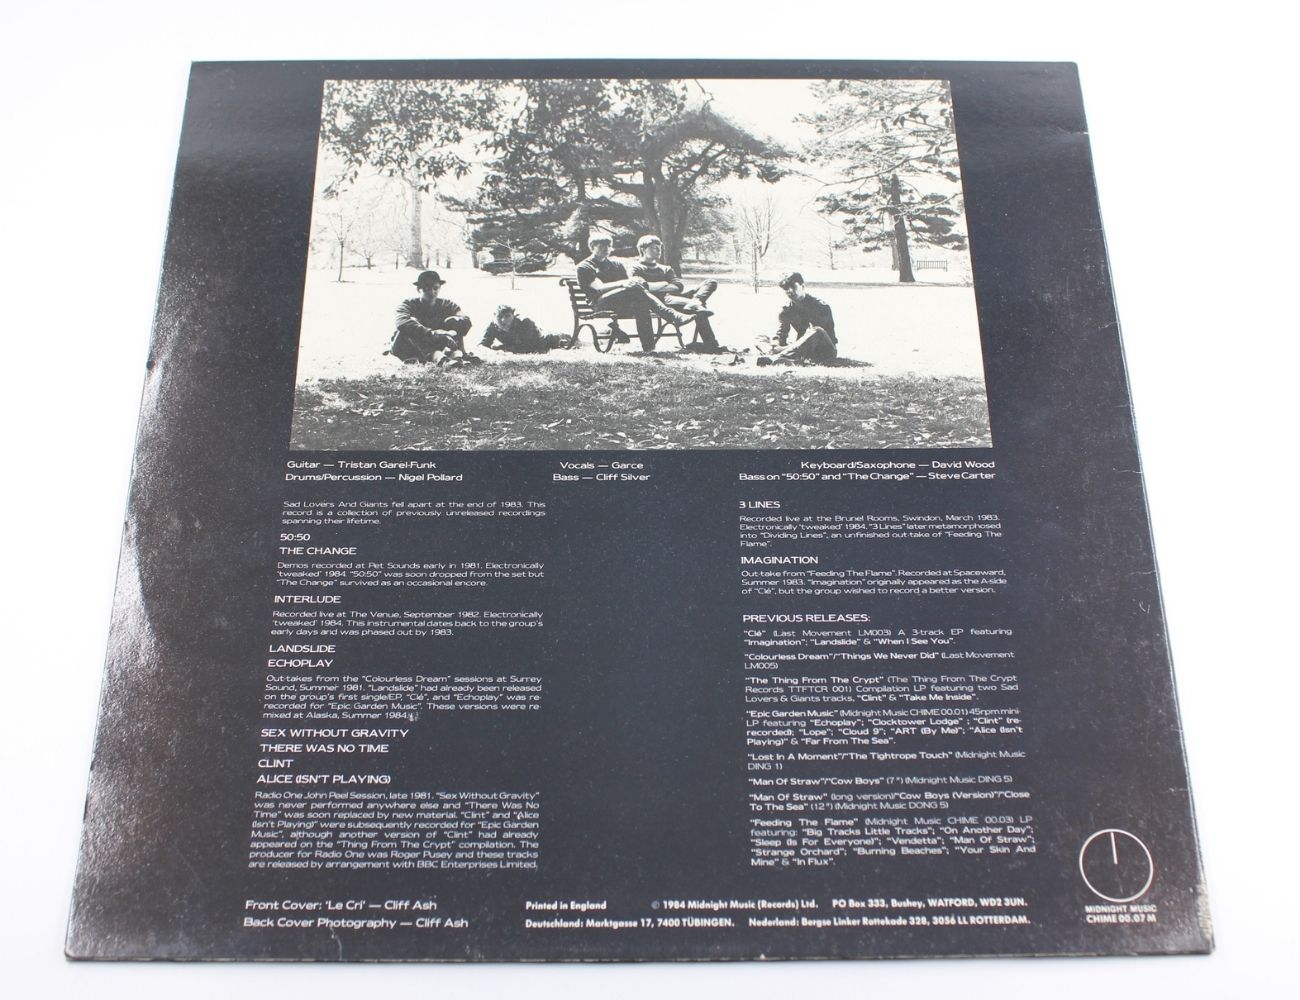 Guitar — Tristan Garel-Funk
Drums/Percussion — Nigel Pollard
Vocals — Garce
Bass — Cliff Silver
Keyboard/Saxophone — David Wood
Bass on "50:50" and "The Change" — Steve Carter
Sad Lovers And Giants fell apart at the end of 1983. This
record is a collection of previously unreleased recordings
spanning their lifetime.
50:50
THE CHANGE
Demos recorded at Pet Sounds early in 1981. Electronically
'tweaked' 1984. "50:50" was soon dropped from the set but
"The Change" survived as an occasional encore.
INTERLUDE
Recorded live at The Venue, September 1982. Electronically
'tweaked' 1984. This instrumental dates back to the group's
early days and was phased out by 1983.
LANDSLIDE
ECHOPLAY
Out-takes from the "Colourless Dream" sessions at Surrey
Sound, Summer 1981. "Landslide" had already been released
on the group's first single/EP, "Clé", and "Echoplay" was re-
recorded for "Epic Garden Music". These versions were re-
mixed at Alaska, Summer 1984.
SEX WITHOUT GRAVITY
THERE WAS NO TIME
CLINT
ALICE (ISN'T PLAYING)
Radio One John Peel Session, late 1981. "Sex Without Gravity"
was never performed anywhere else and "There Was No
Time" was soon replaced by new material. "Clint" and "Alice
(Isn't Playing)" were subsequently recorded for "Epic Garden
Music", although another version of "Clint" had already
appeared on the "Thing From The Crypt" compilation. The
producer for Radio One was Roger Pusey and these tracks
are released by arrangement with BBC Enterprises Limited.
3 LINES
Recorded live at the Brunel Rooms, Swindon, March 1983.
Electronically 'tweaked' 1984. "3 Lines" later metamorphosed
into "Dividing Lines", an unfinished out-take of "Feeding The
Flame".
IMAGINATION
Out-take from "Feeding The Flame". Recorded at Spaceward,
Summer 1983. "Imagination" originally appeared as the A-side
of "Clé", but the group wished to record a better version.
PREVIOUS RELEASES:
"Clé" (Last Movement LM003) A 3-track EP featuring
"Imagination"; "Landslide" & "When I See You".
"Colourless Dream"/"Things We Never Did" (Last Movement
LM005)
"The Thing From The Crypt" (The Thing From The Crypt
Records TTFTCR 001) Compilation LP featuring two Sad
Lovers & Giants tracks, "Clint" & "Take Me Inside".
"Epic Garden Music" (Midnight Music CHIME 00.01) 45rpm mini-
LP featuring "Echoplay"; "Clocktower Lodge" ; "Clint" (re-
recorded); "Lope"; "Cloud 9"; "ART (By Me)"; "Alice (Isn't
Playing)" & "Far From The Sea".
"Lost In A Moment"/"The Tightrope Touch" (Midnight Music
DING 1)
"Man Of Straw"/"Cow Boys" (7") (Midnight Music DING 5)
"Man Of Straw" (long version)/"Cow Boys (Version)"/"Close
To The Sea" (12") (Midnight Music DONG 5)
"Feeding The Flame" (Midnight Music CHIME 00.03) LP
featuring: "Big Tracks Little Tracks"; "On Another Day";
"Sleep (Is For Everyone)"; "Vendetta"; "Man Of Straw";
"Strange Orchard"; "Burning Beaches"; "Your Skin And
Mine" & "In Flux".
Front Cover: 'Le Cri' — Cliff Ash
Back Cover Photography — Cliff Ash
Printed in England © 1984 Midnight Music (Records) Ltd. PO Box 333, Bushey, WATFORD, WD2 3UN.
Deutschland: Marktgasse 17, 7400 TÜBINGEN. Nederland: Bergse Linker Rottekade 328, 3056 LL ROTTERDAM.
MIDNIGHT MUSIC
CHIME 00.07 M